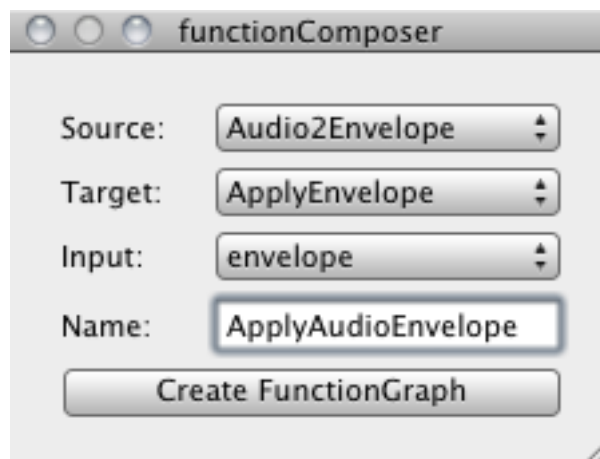 functionComposer
Source: Audio2Envelope
Target: ApplyEnvelope
Input: envelope
Name: ApplyAudioEnvelope
Create FunctionGraph